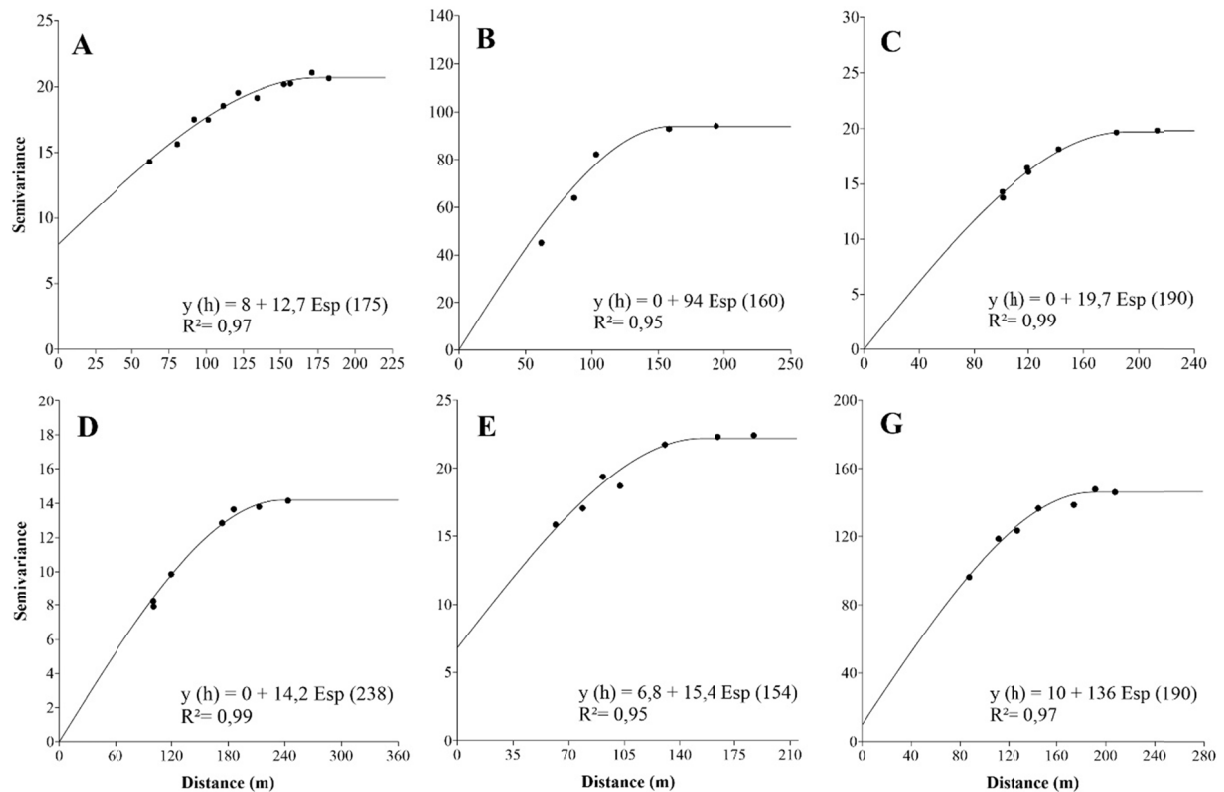 A
25
20
15
10
5
0
Semivariance
y (h) = 8 + 12,7 Esp (175)
R²= 0,97
0 25 50 75 100 125 150 175 200 225
B
140
120
100
80
60
40
20
0
y (h) = 0 + 94 Esp (160)
R²= 0,95
0 50 100 150 200 250
C
30
25
20
15
10
5
0
y (h) = 0 + 19,7 Esp (190)
R²= 0,99
0 40 80 120 160 200 240
D
20
18
16
14
12
10
8
6
4
2
0
Semivariance
y (h) = 0 + 14,2 Esp (238)
R²= 0,99
0 60 120 180 240 300 360
Distance (m)
E
25
20
15
10
5
0
y (h) = 6,8 + 15,4 Esp (154)
R²= 0,95
0 35 70 105 140 175 210
Distance (m)
G
200
160
120
80
40
0
y (h) = 10 + 136 Esp (190)
R²= 0,97
0 40 80 120 160 200 240 280
Distance (m)